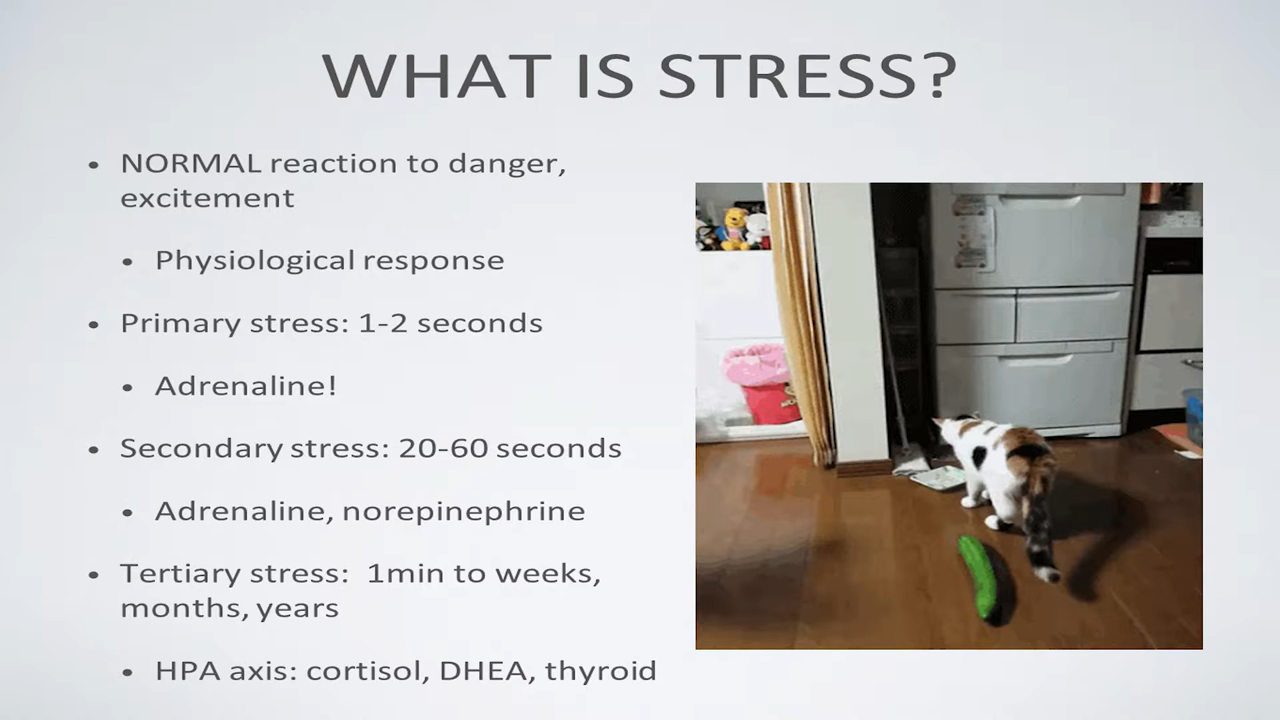 WHAT IS STRESS?
• NORMAL reaction to danger,
excitement
• Physiological response
• Primary stress: 1-2 seconds
• Adrenaline!
• Secondary stress: 20-60 seconds
• Adrenaline, norepinephrine
• Tertiary stress:  1min to weeks,
months, years
• HPA axis: cortisol, DHEA, thyroid